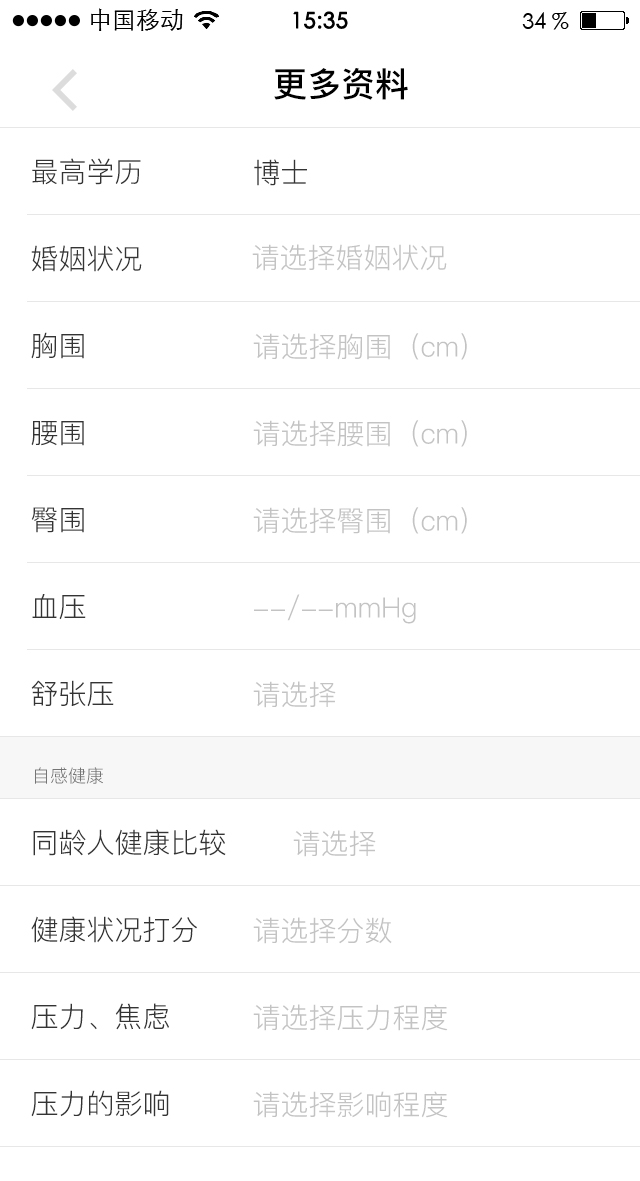 中国移动 15:35 34%
更多资料
最高学历 博士
婚姻状况 请选择婚姻状况
胸围 请选择胸围（cm）
腰围 请选择腰围（cm）
臀围 请选择臀围（cm）
血压 --/--mmHg
舒张压 请选择
自感健康
同龄人健康比较 请选择
健康状况打分 请选择分数
压力、焦虑 请选择压力程度
压力的影响 请选择影响程度